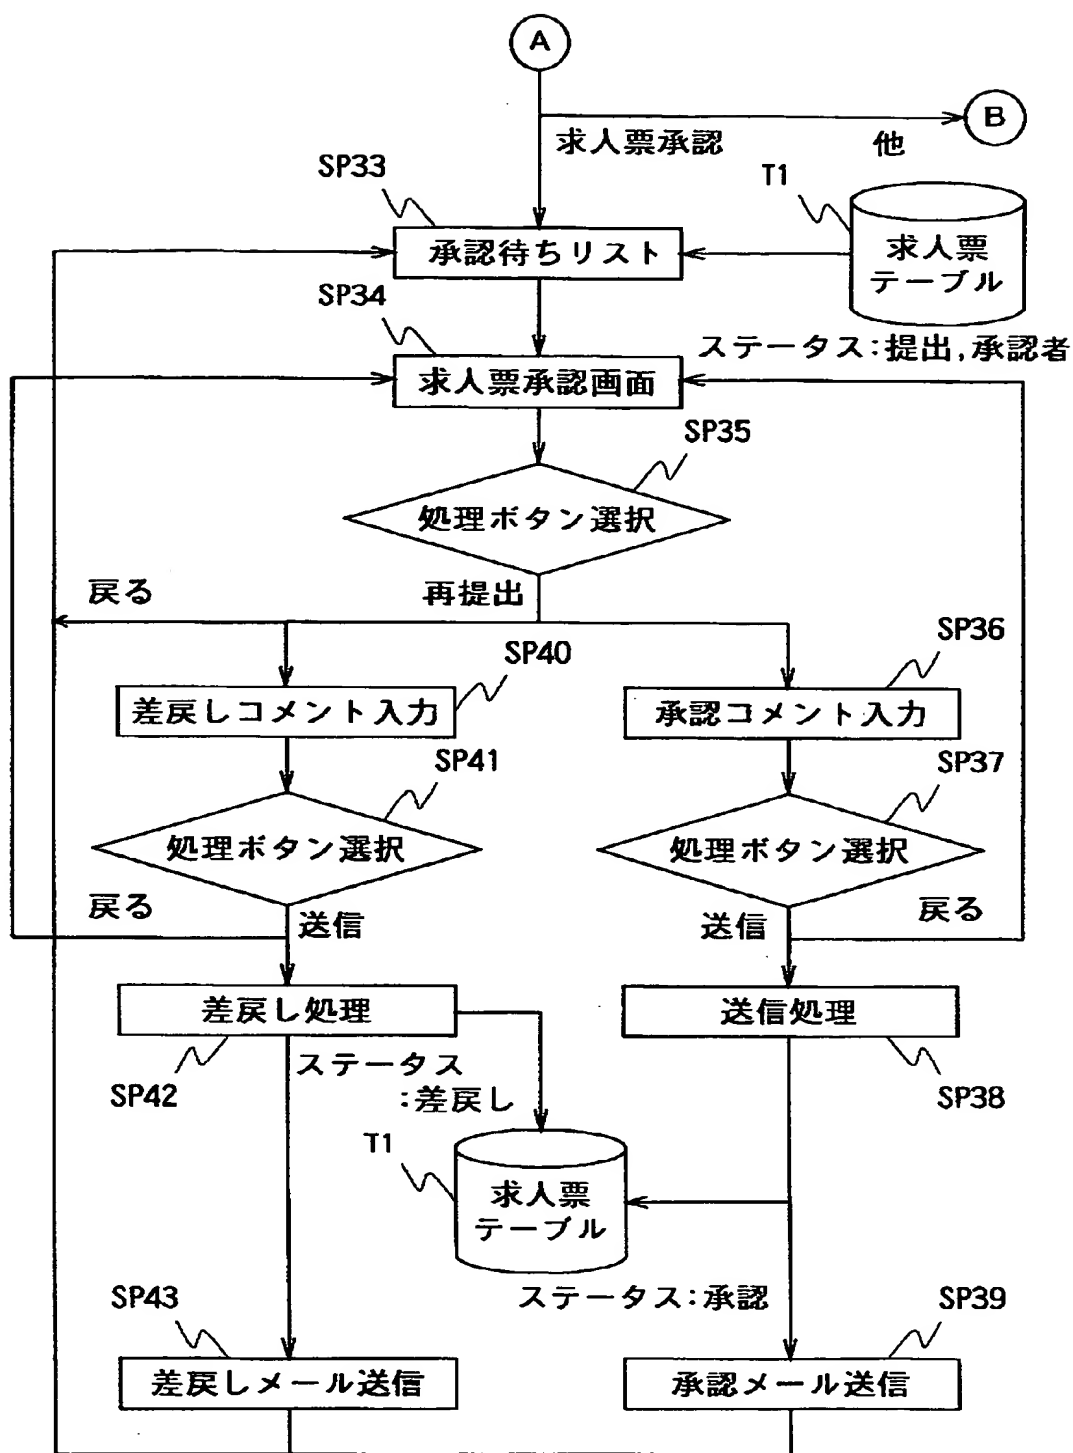 A
B
求人票承認
他
SP33
T1
承認待ちリスト
求人票
テーブル
SP34
ステータス:提出,承認者
求人票承認画面
SP35
処理ボタン選択
戻る
再提出
SP40
SP36
差戻しコメント入力
承認コメント入力
SP41
SP37
処理ボタン選択
処理ボタン選択
戻る
送信
送信
戻る
差戻し処理
送信処理
SP42
ステータス
:差戻し
SP38
T1
求人票
テーブル
ステータス:承認
SP43
SP39
差戻しメール送信
承認メール送信